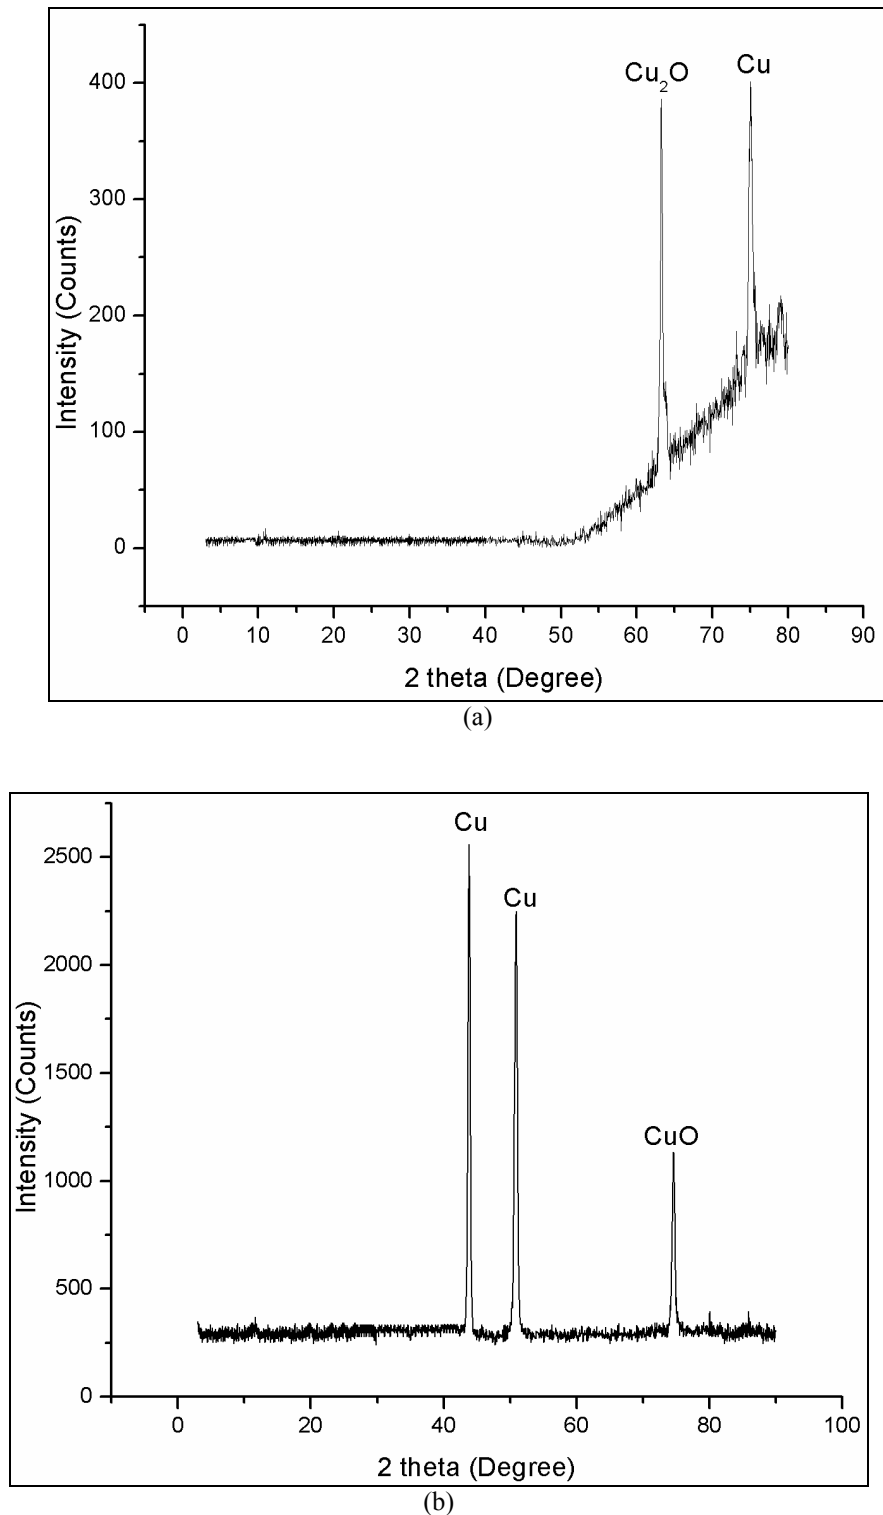 Cu₂O
Cu
400
300
200
100
0
Intensity (Counts)
0 10 20 30 40 50 60 70 80 90
2 theta (Degree)
(a)
Cu
Cu
CuO
2500
2000
1500
1000
500
0
Intensity (Counts)
0 20 40 60 80 100
2 theta (Degree)
(b)